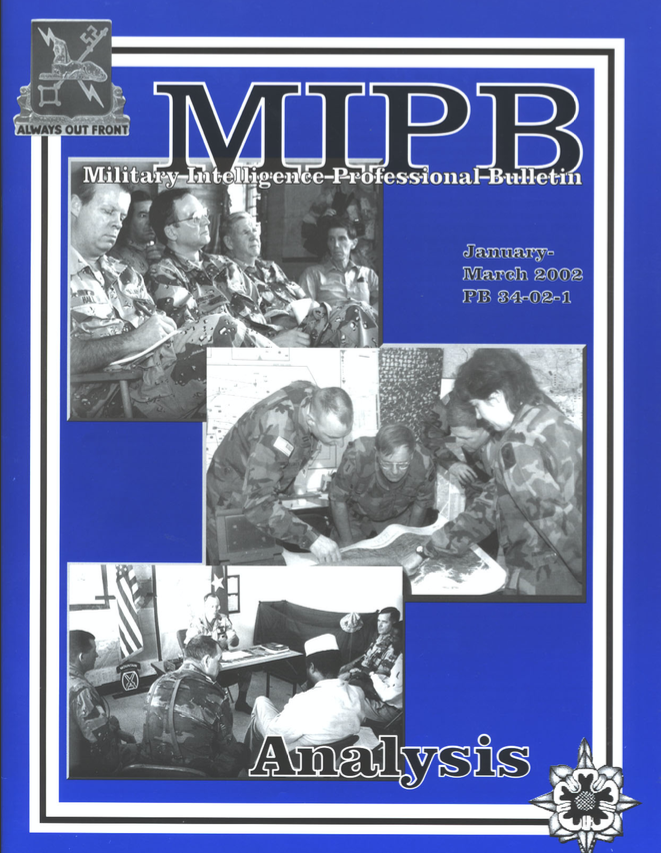 ALWAYS OUT FRONT
MIPB
Military Intelligence Professional Bulletin
January-
March 2002
PB 34-02-1
Analysis